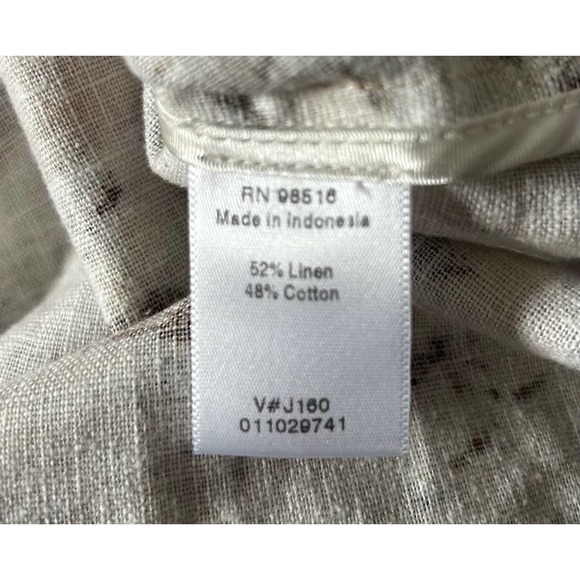 RN 98516
Made in Indonesia
52% Linen
48% Cotton
V#J160
011029741